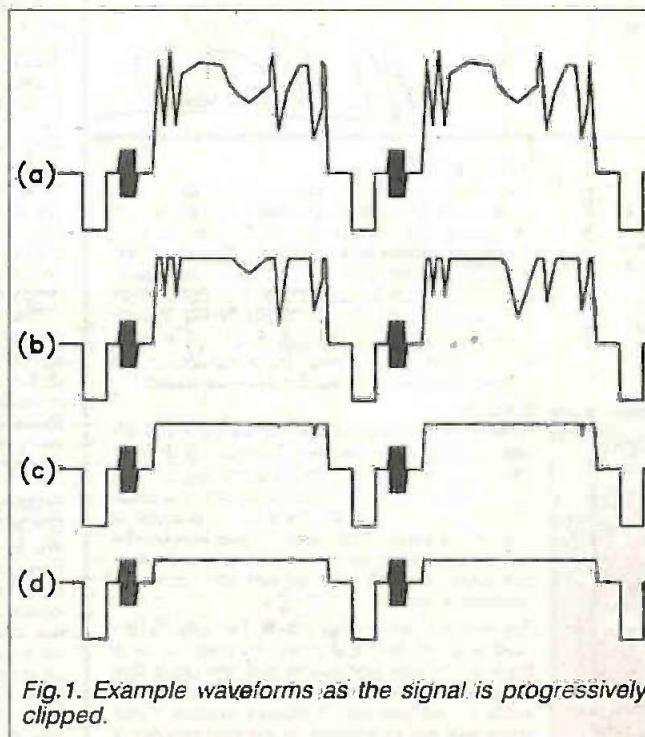 (a)
(b)
(c)
(d)
Fig.1. Example waveforms as the signal is progressively
clipped.